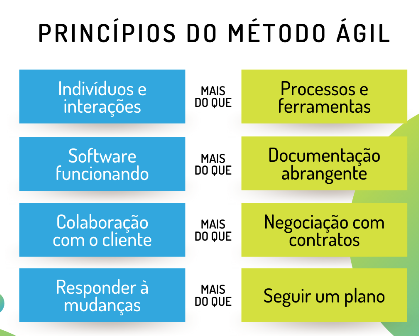 PRINCÍPIOS DO MÉTODO ÁGIL
Indivíduos e
interações
MAIS
DO QUE
Processos e
ferramentas
Software
funcionando
MAIS
DO QUE
Documentação
abrangente
Colaboração
com o cliente
MAIS
DO QUE
Negociação com
contratos
Responder à
mudanças
MAIS
DO QUE
Seguir um plano